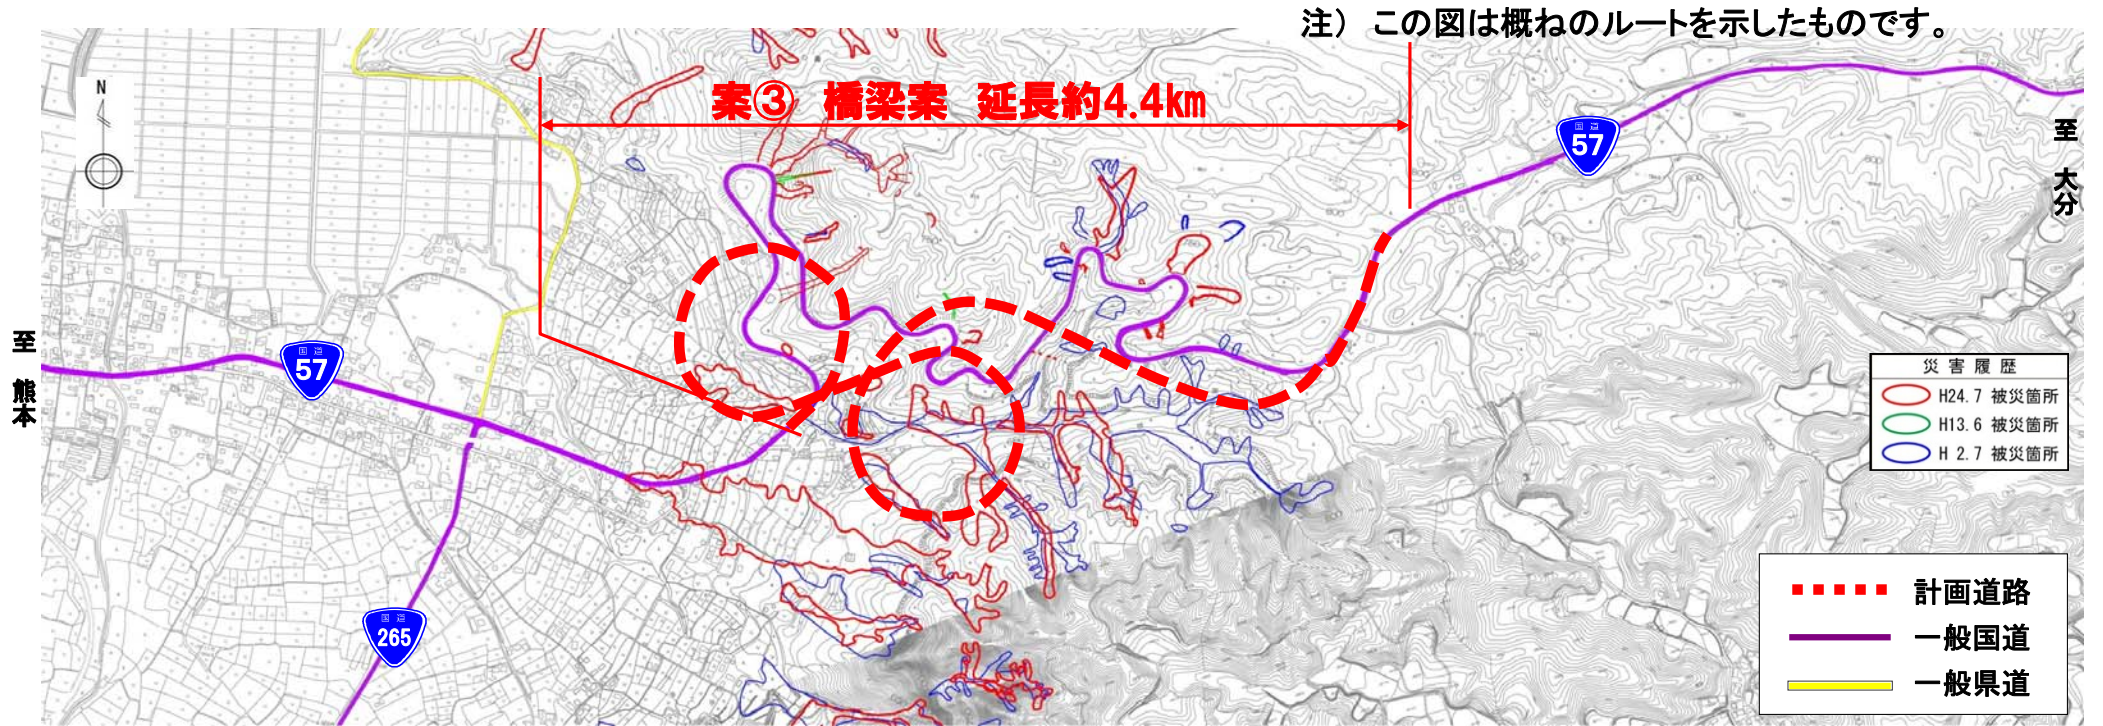 注） この図は概ねのルートを示したものです。
N
案③ 橋梁案 延長約4.4km
国道
57
至 大分
至 熊本
国道
57
災害履歴
H24.7 被災箇所
H13.6 被災箇所
H 2.7 被災箇所
計画道路
一般国道
一般県道
国道
265